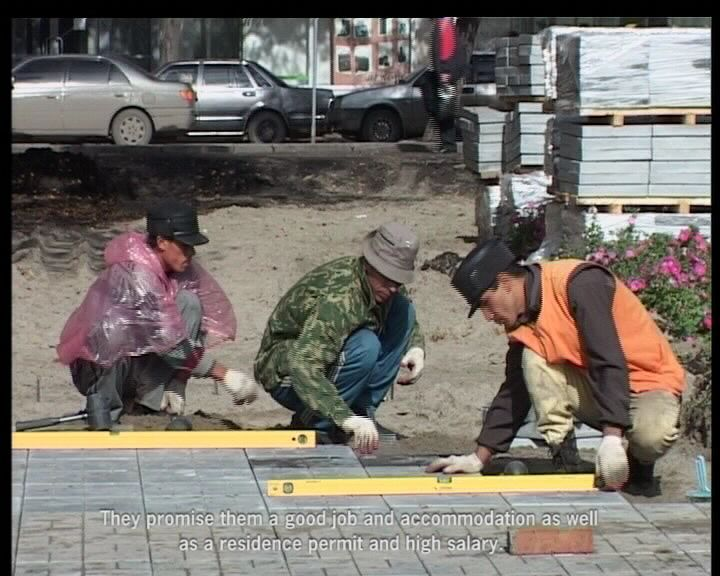 They promise them a good job and accommodation as well
as a residence permit and high salary.